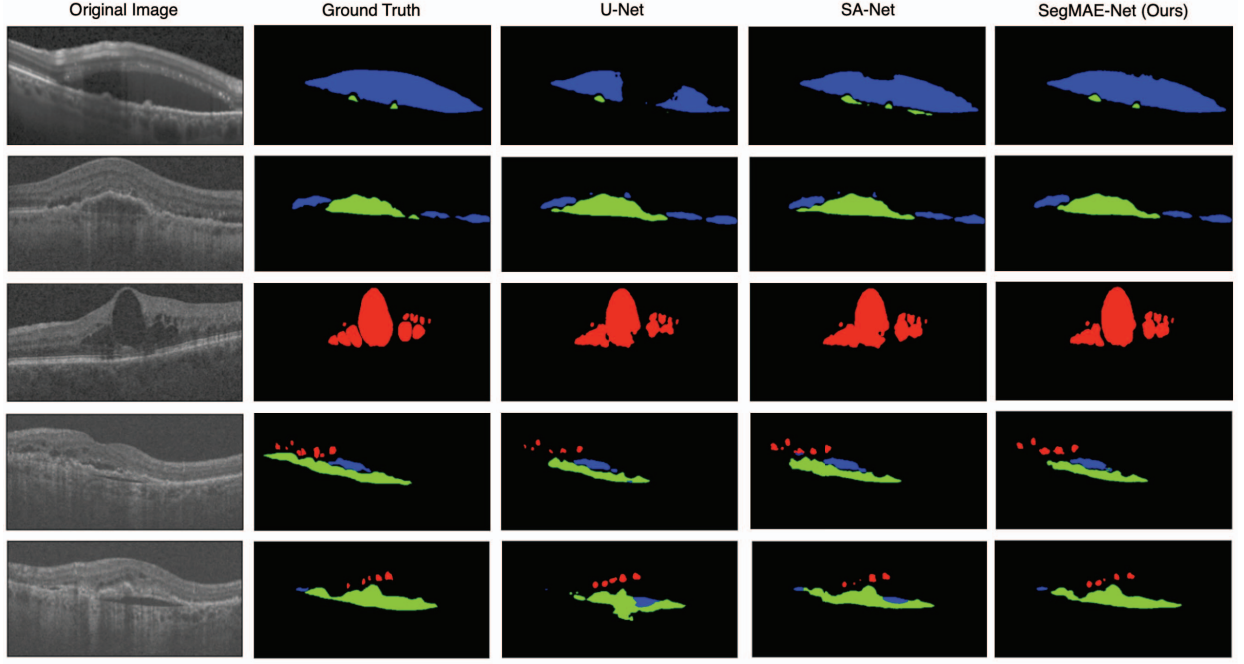 Original Image
Ground Truth
U-Net
SA-Net
SegMAE-Net (Ours)